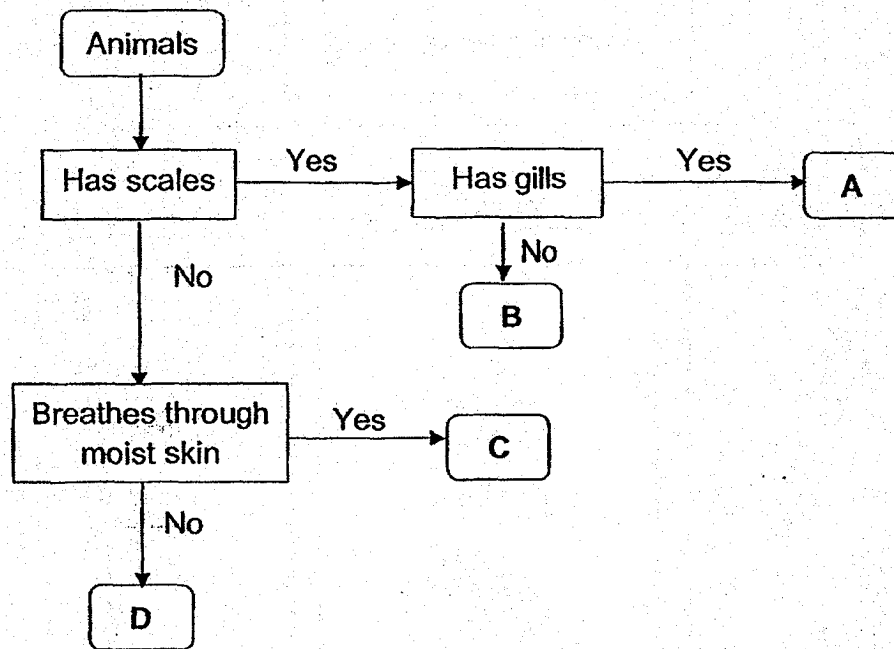 Animals
Has scales
Yes
Has gills
Yes
A
No
No
B
Breathes through
moist skin
Yes
C
No
D